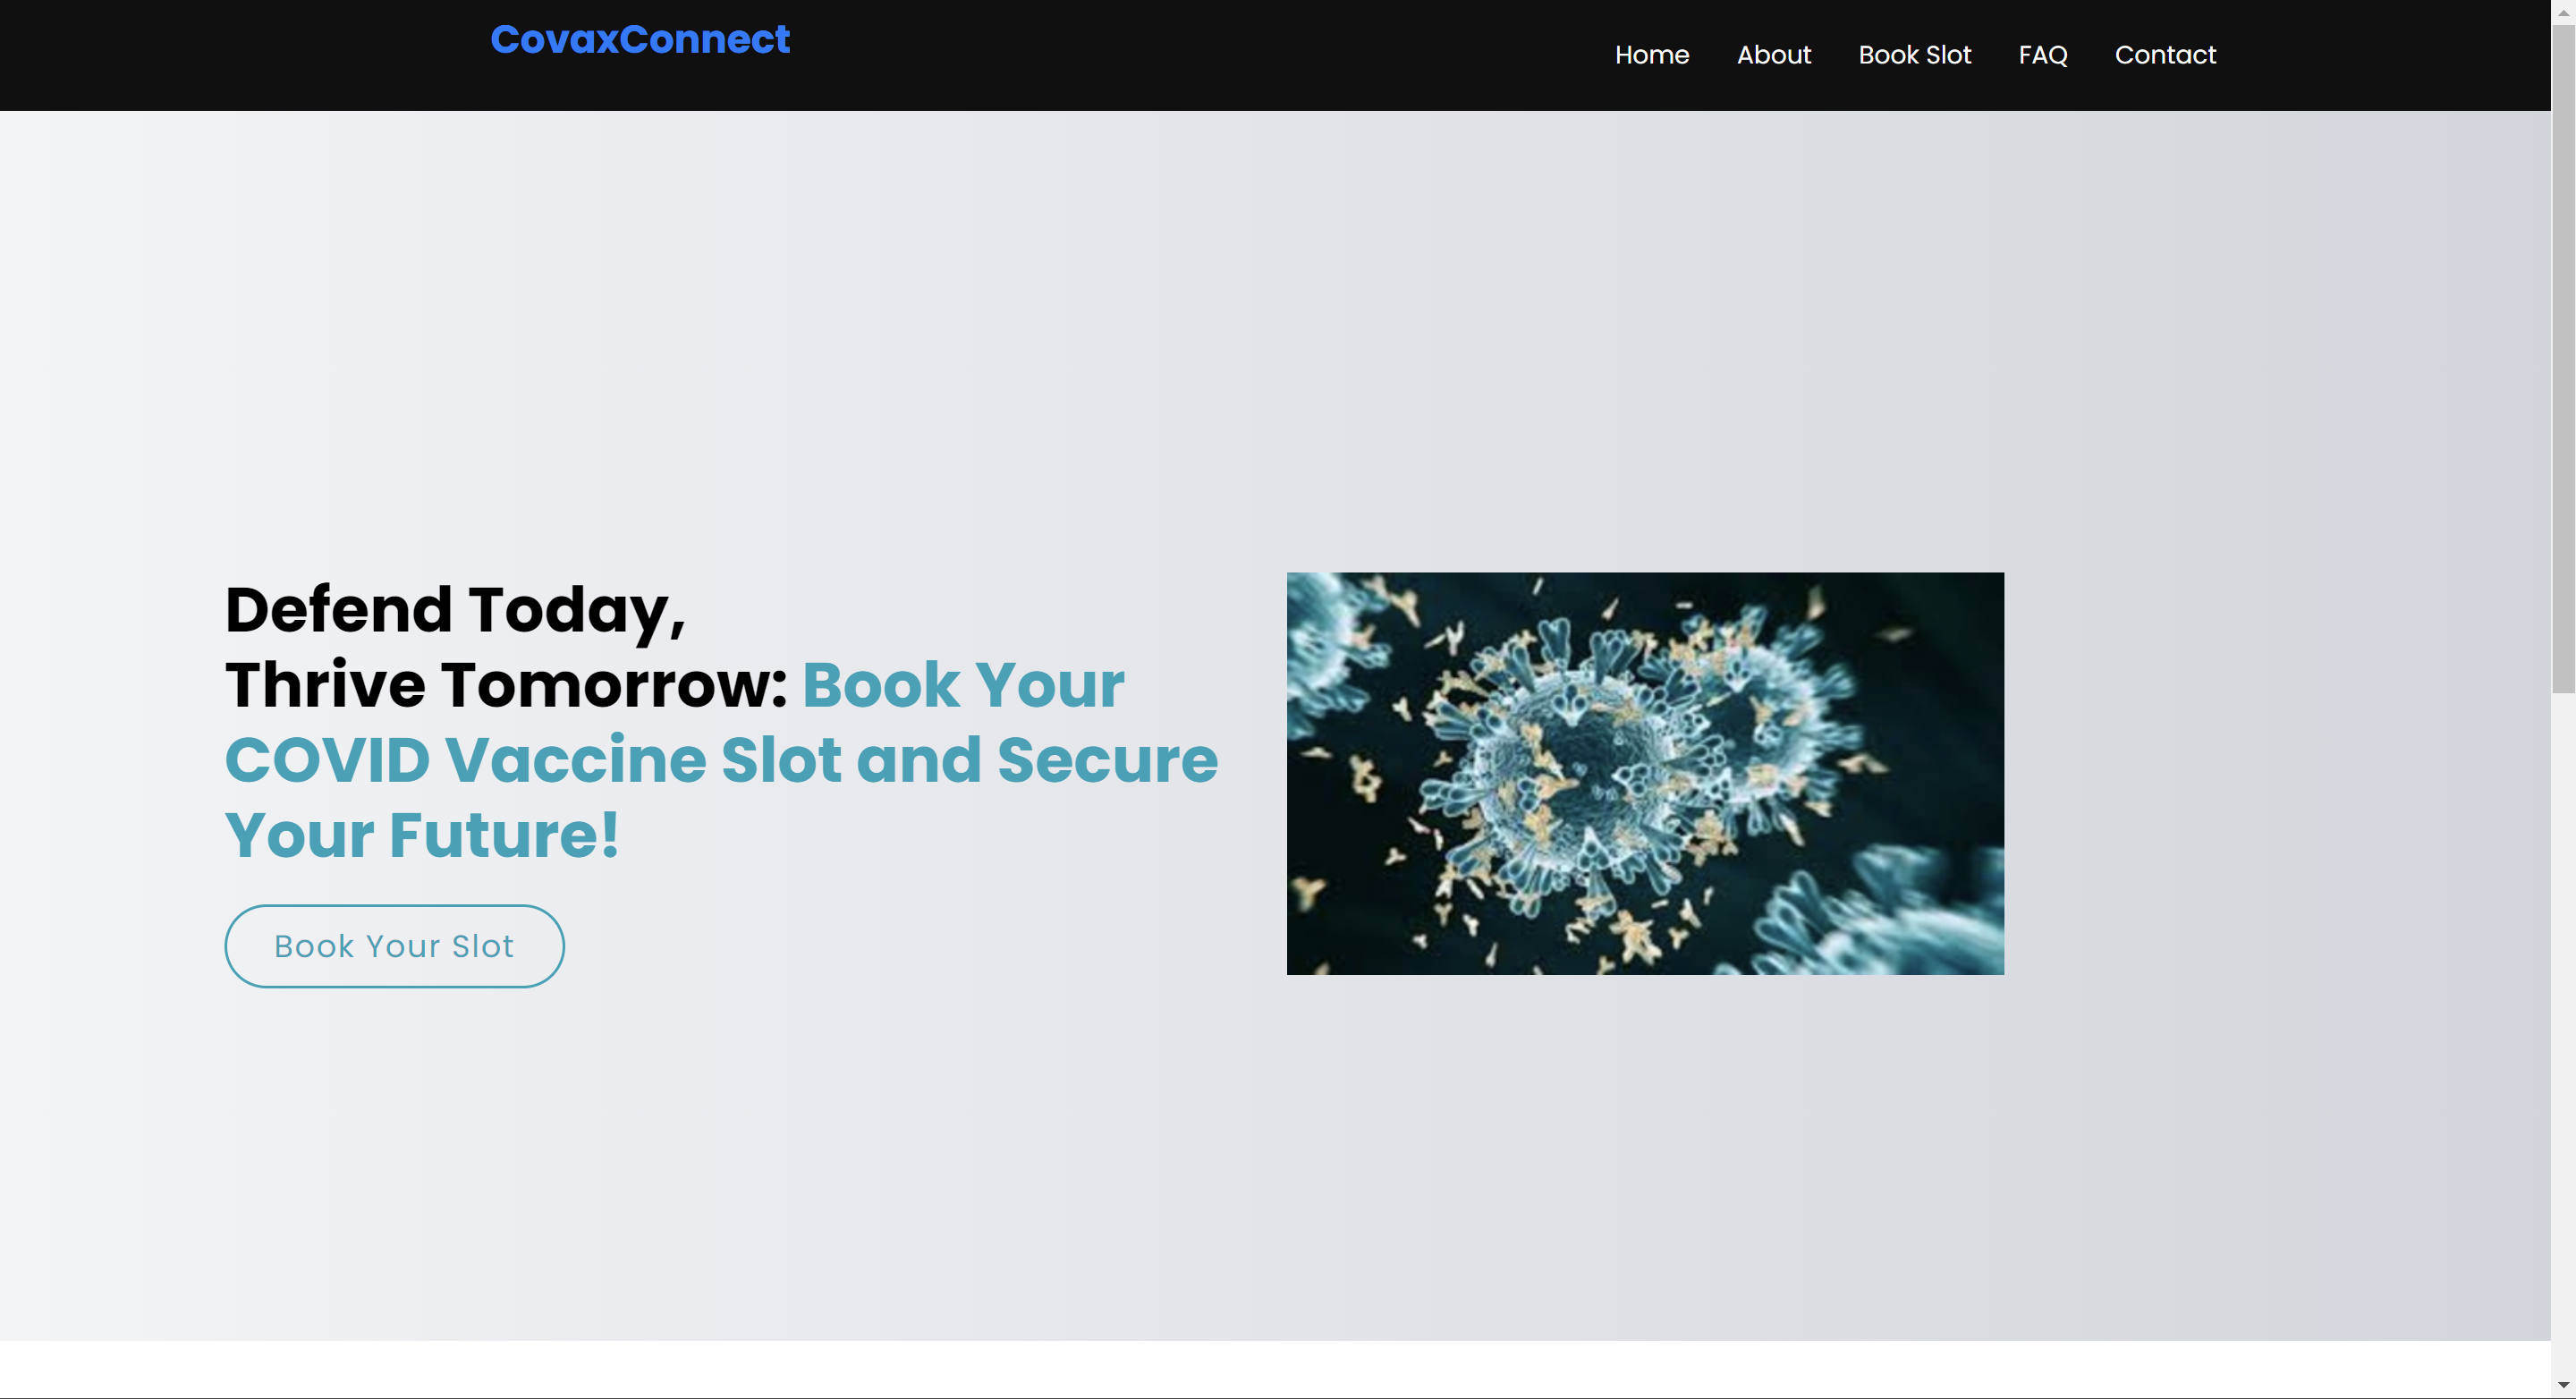 CovaxConnect
Home About Book Slot FAQ Contact
Defend Today,
Thrive Tomorrow: Book Your
COVID Vaccine Slot and Secure
Your Future!
Book Your Slot